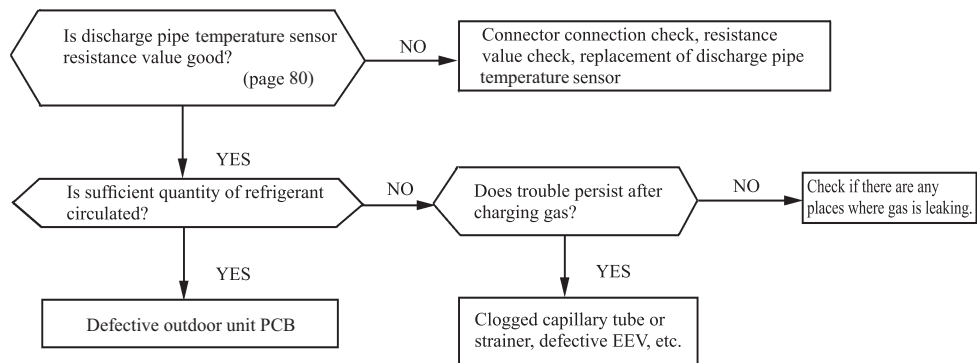 Is discharge pipe temperature sensor
resistance value good?
(page 80)
NO
Connector connection check, resistance
value check, replacement of discharge pipe
temperature sensor
YES
Is sufficient quantity of refrigerant
circulated?
NO
Does trouble persist after
charging gas?
NO
Check if there are any
places where gas is leaking.
YES
Defective outdoor unit PCB
YES
Clogged capillary tube or
strainer, defective EEV, etc.